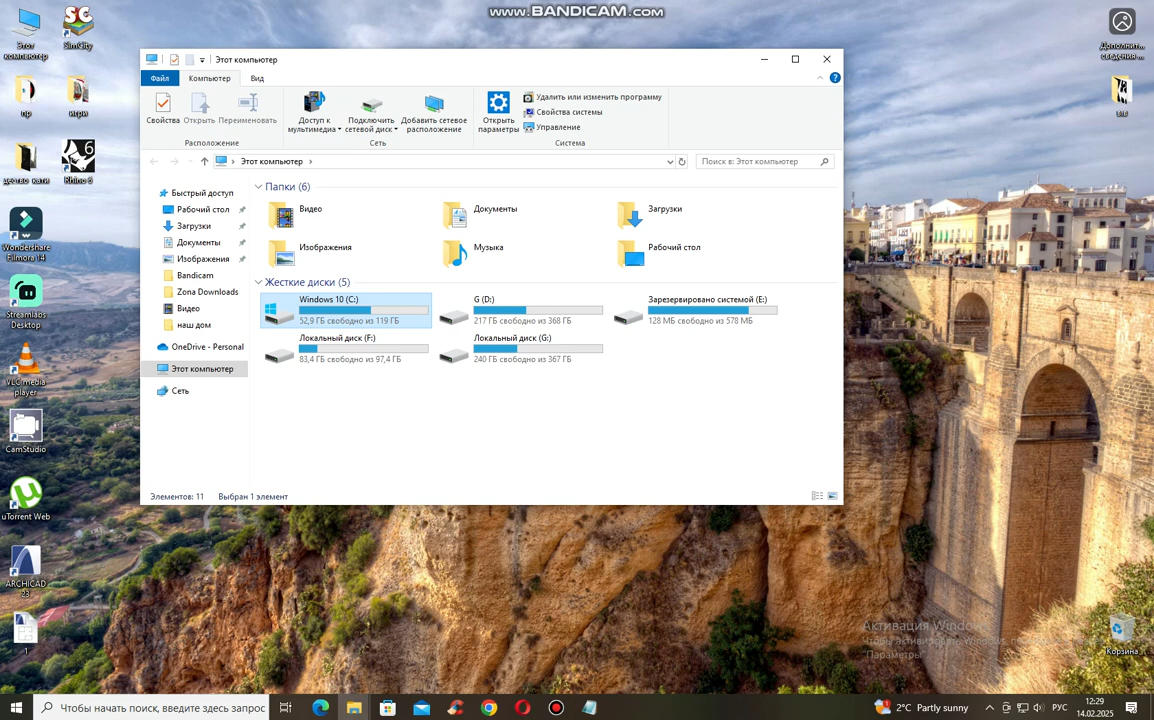 www.BANDICAM.com
Этот компьютер
SimCity
пр
игри
Rhino 6
6
Wondershare Filmora 14
Streamlabs Desktop
VLC media player
CamStudio
uTorrent Web
ARCHICAD 23
1
Этот компьютер
Файл
Компьютер
Вид
Свойства
Открыть
Переименовать
Расположение
Доступ к мультимедиа
Подключить сетевой диск
Добавить сетевое расположение
Сеть
Открыть параметры
Удалить или изменить программу
Свойства системы
Управление
Система
Этот компьютер
Поиск в: Этот компьютер
Быстрый доступ
Рабочий стол
Загрузки
Документы
Изображения
Bandicam
Zona Downloads
Видео
наш дом
OneDrive - Personal
Этот компьютер
Сеть
Папки (6)
Видео
Документы
Загрузки
Изображения
Музыка
Рабочий стол
Жесткие диски (5)
Windows 10 (C:)
52,9 ГБ свободно из 119 ГБ
G (D:)
217 ГБ свободно из 368 ГБ
Зарезервировано системой (E:)
128 МБ свободно из 578 МБ
Локальный диск (F:)
83,4 ГБ свободно из 97,4 ГБ
Локальный диск (G:)
240 ГБ свободно из 367 ГБ
Элементов: 11
Выбран 1 элемент
Дополнит... сведения ...
Активация Windows
Чтобы активировать Windows,
"Параметры
Корзина
Чтобы начать поиск, введите здесь запрос
2°C Partly sunny
РУС
12:29
14.02.2025